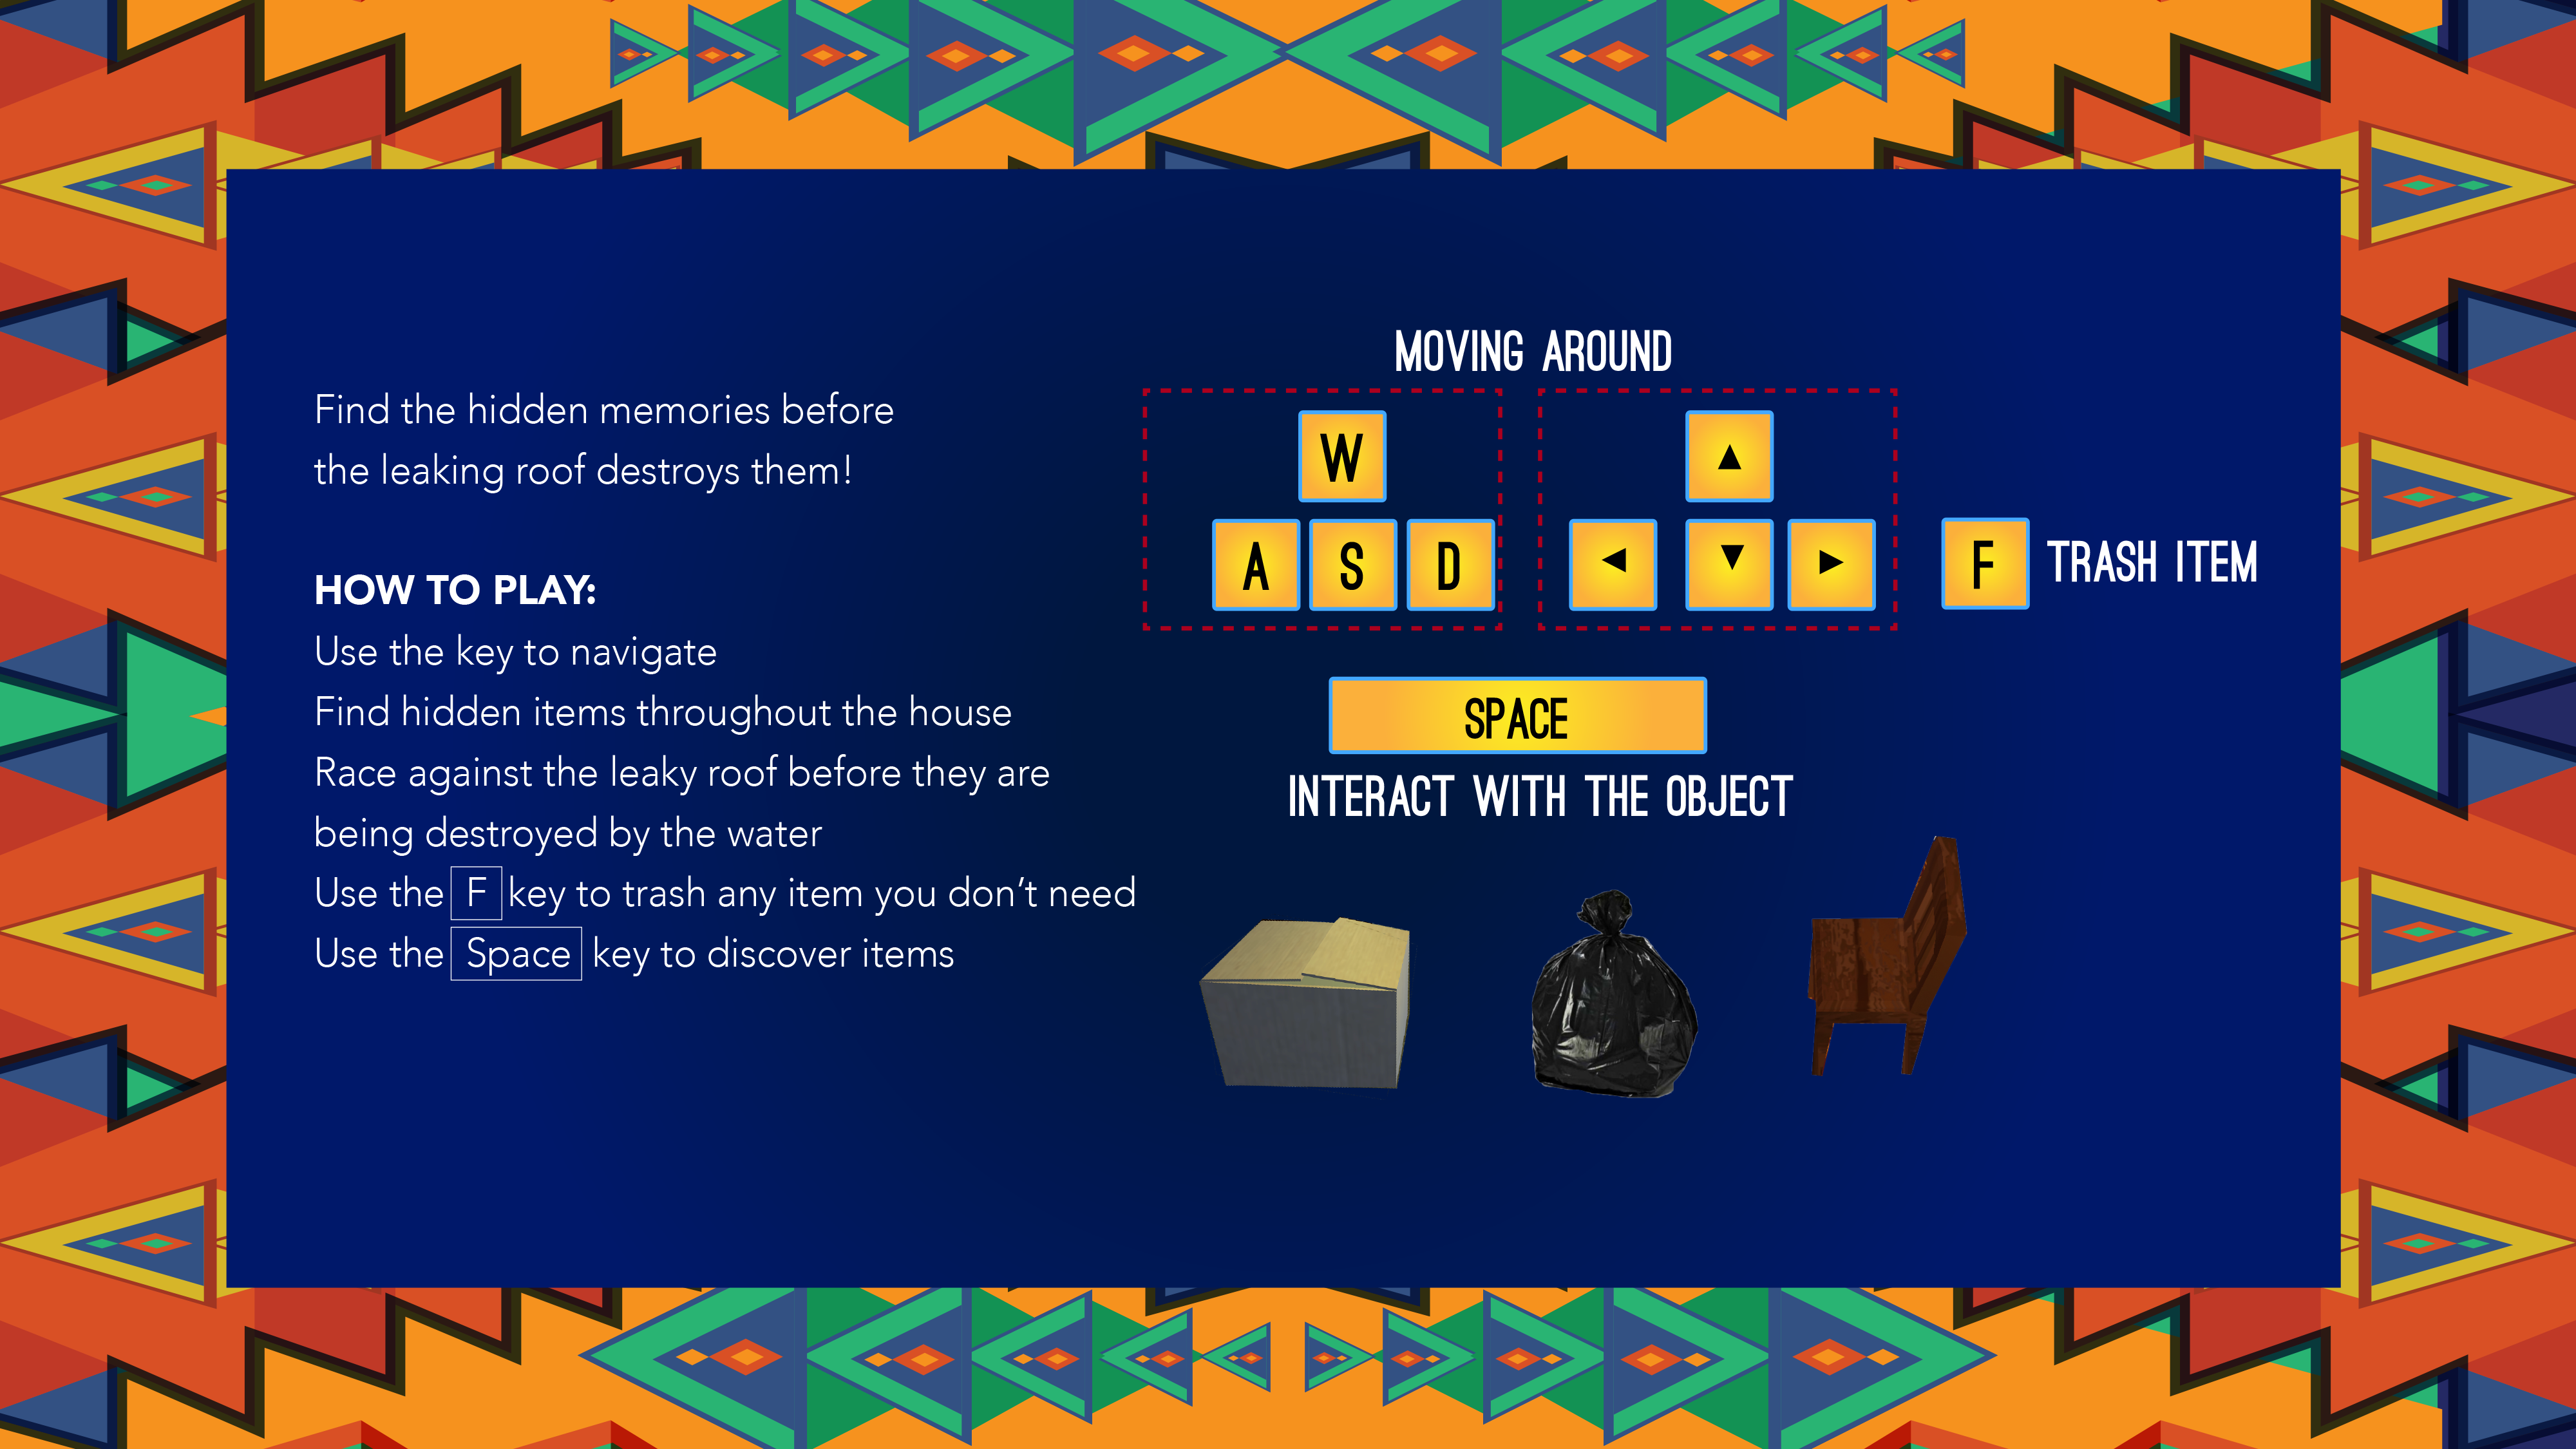 Find the hidden memories before
the leaking roof destroys them!
HOW TO PLAY:
Use the key to navigate
Find hidden items throughout the house
Race against the leaky roof before they are
being destroyed by the water
Use the F key to trash any item you don’t need
Use the Space key to discover items
MOVING AROUND
W
A S D
▲
◄ ▼ ►
F TRASH ITEM
SPACE
INTERACT WITH THE OBJECT